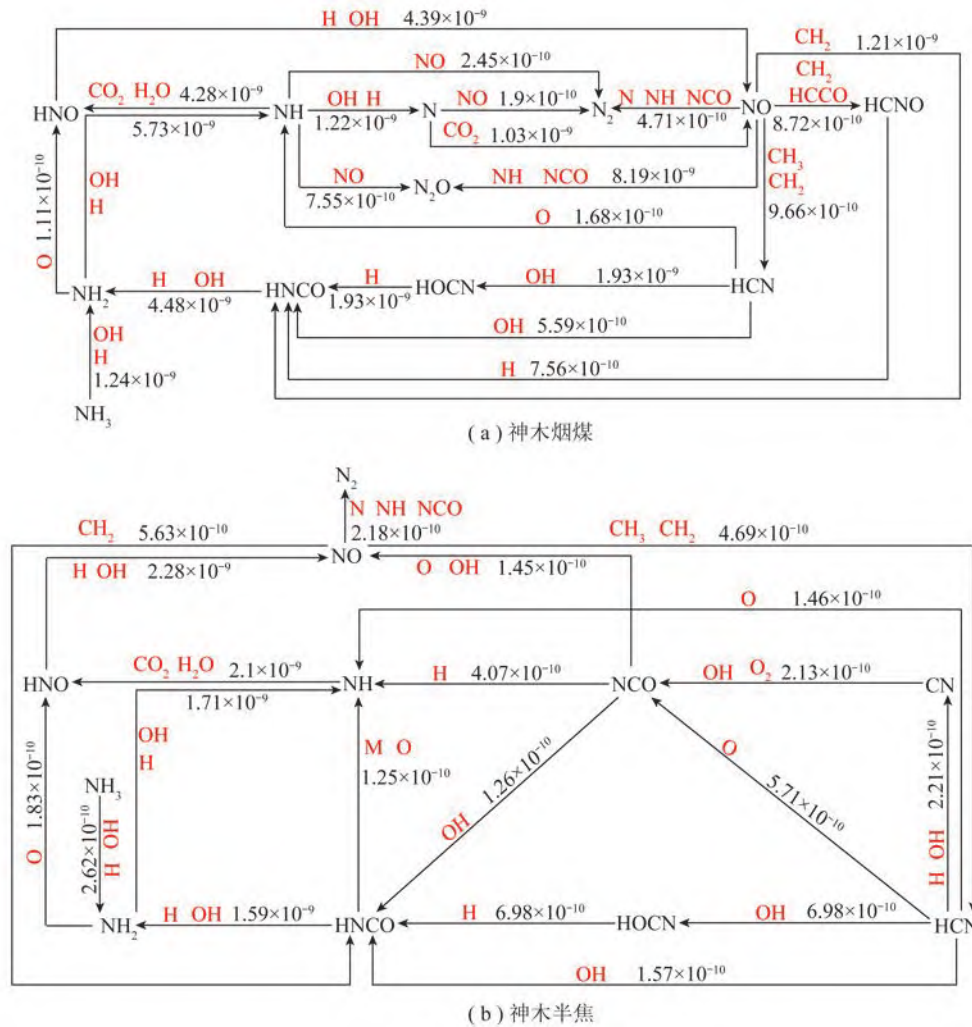 H OH 4.39×10⁻⁹
CH₂ 1.21×10⁻⁹
NO 2.45×10⁻¹⁰
CH₂
CO₂ H₂O 4.28×10⁻⁹
OH H
NO 1.9×10⁻¹⁰
N NH NCO
HCCO
HNO
NH
N
N₂
NO
HCNO
5.73×10⁻⁹
1.22×10⁻⁹
CO₂ 1.03×10⁻⁹
4.71×10⁻¹⁰
8.72×10⁻¹⁰
O 1.11×10⁻¹⁰
OH
H
NO
7.55×10⁻¹⁰
N₂O
NH NCO 8.19×10⁻⁹
CH₃
CH₂
9.66×10⁻¹⁰
O 1.68×10⁻¹⁰
NH₂
H OH
4.48×10⁻⁹
HNCO
H
1.93×10⁻⁹
HOCN
OH 1.93×10⁻⁹
HCN
OH
H
1.24×10⁻⁹
OH 5.59×10⁻¹⁰
H 7.56×10⁻¹⁰
NH₃
(a)神木烟煤
N₂
N NH NCO
2.18×10⁻¹⁰
CH₂ 5.63×10⁻¹⁰
CH₃ CH₂ 4.69×10⁻¹⁰
NO
H OH 2.28×10⁻⁹
O OH 1.45×10⁻¹⁰
O 1.46×10⁻¹⁰
CO₂ H₂O 2.1×10⁻⁹
H 4.07×10⁻¹⁰
OH O₂ 2.13×10⁻¹⁰
HNO
NH
NCO
CN
1.71×10⁻⁹
O 1.83×10⁻¹⁰
OH
H
M O
1.25×10⁻¹⁰
OH 1.26×10⁻¹⁰
O 5.71×10⁻¹⁰
H OH 2.21×10⁻¹⁰
NH₃
H OH 2.62×10⁻¹⁰
NH₂
H OH 1.59×10⁻⁹
HNCO
H 6.98×10⁻¹⁰
HOCN
OH 6.98×10⁻¹⁰
HCN
OH 1.57×10⁻¹⁰
(b)神木半焦